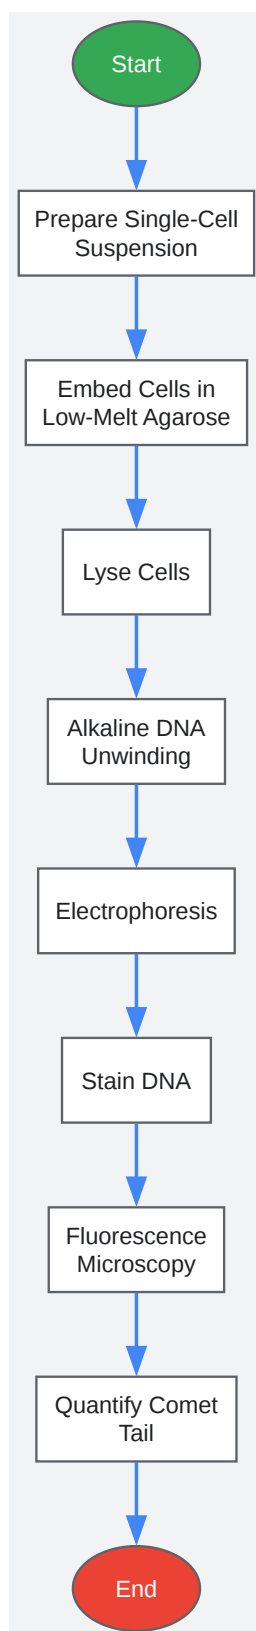 Start
Prepare Single-Cell
Suspension
Embed Cells in
Low-Melt Agarose
Lyse Cells
Alkaline DNA
Unwinding
Electrophoresis
Stain DNA
Fluorescence
Microscopy
Quantify Comet
Tail
End